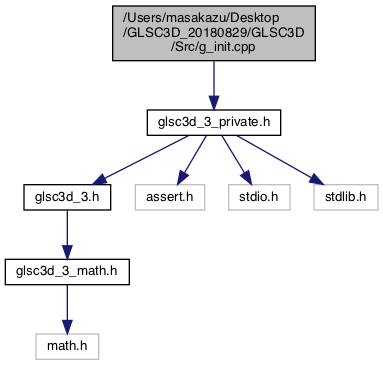 /Users/masakazu/Desktop
/GLSC3D_20180829/GLSC3D
/Src/g_init.cpp
glsc3d_3_private.h
glsc3d_3.h
assert.h
stdio.h
stdlib.h
glsc3d_3_math.h
math.h